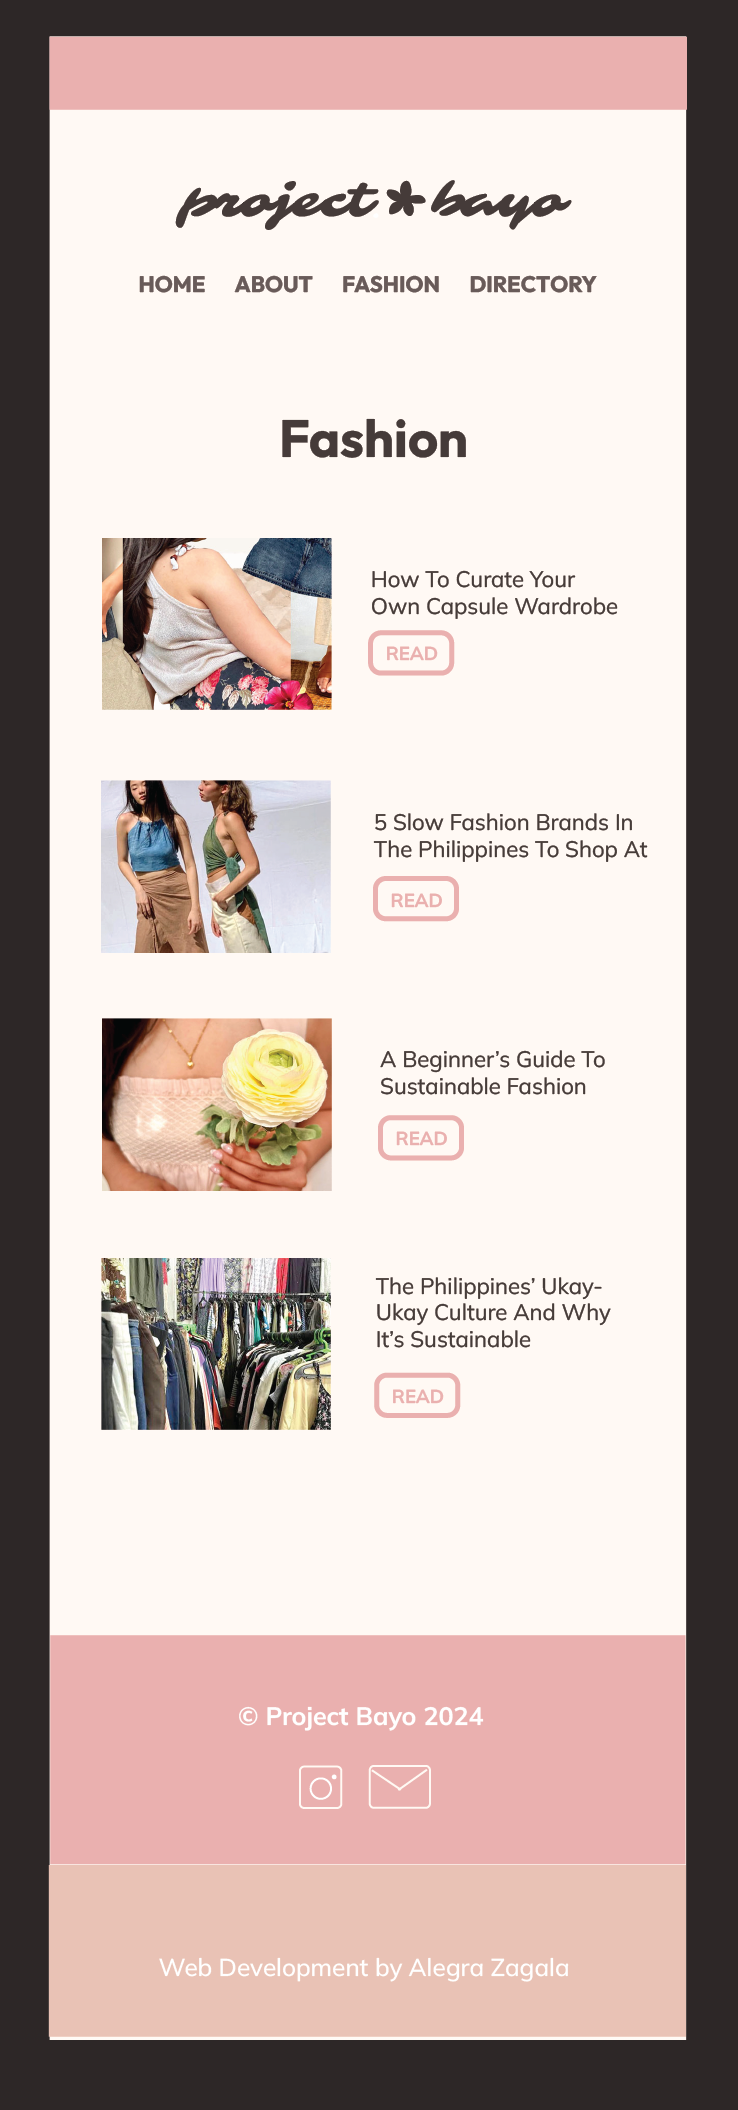 project bayo
HOME ABOUT FASHION DIRECTORY
Fashion
How To Curate Your
Own Capsule Wardrobe
READ
5 Slow Fashion Brands In
The Philippines To Shop At
READ
A Beginner’s Guide To
Sustainable Fashion
READ
The Philippines’ Ukay-
Ukay Culture And Why
It’s Sustainable
READ
© Project Bayo 2024
Web Development by Alegra Zagala